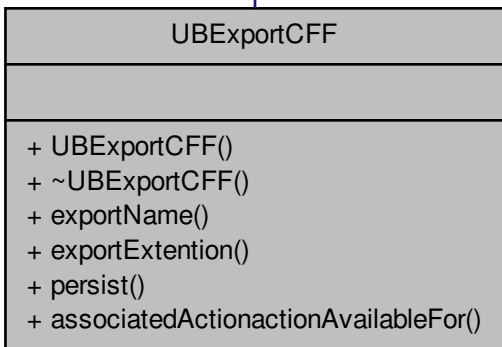 UBExportCFF
+ UBExportCFF()
+ ~UBExportCFF()
+ exportName()
+ exportExtention()
+ persist()
+ associatedActionactionAvailableFor()